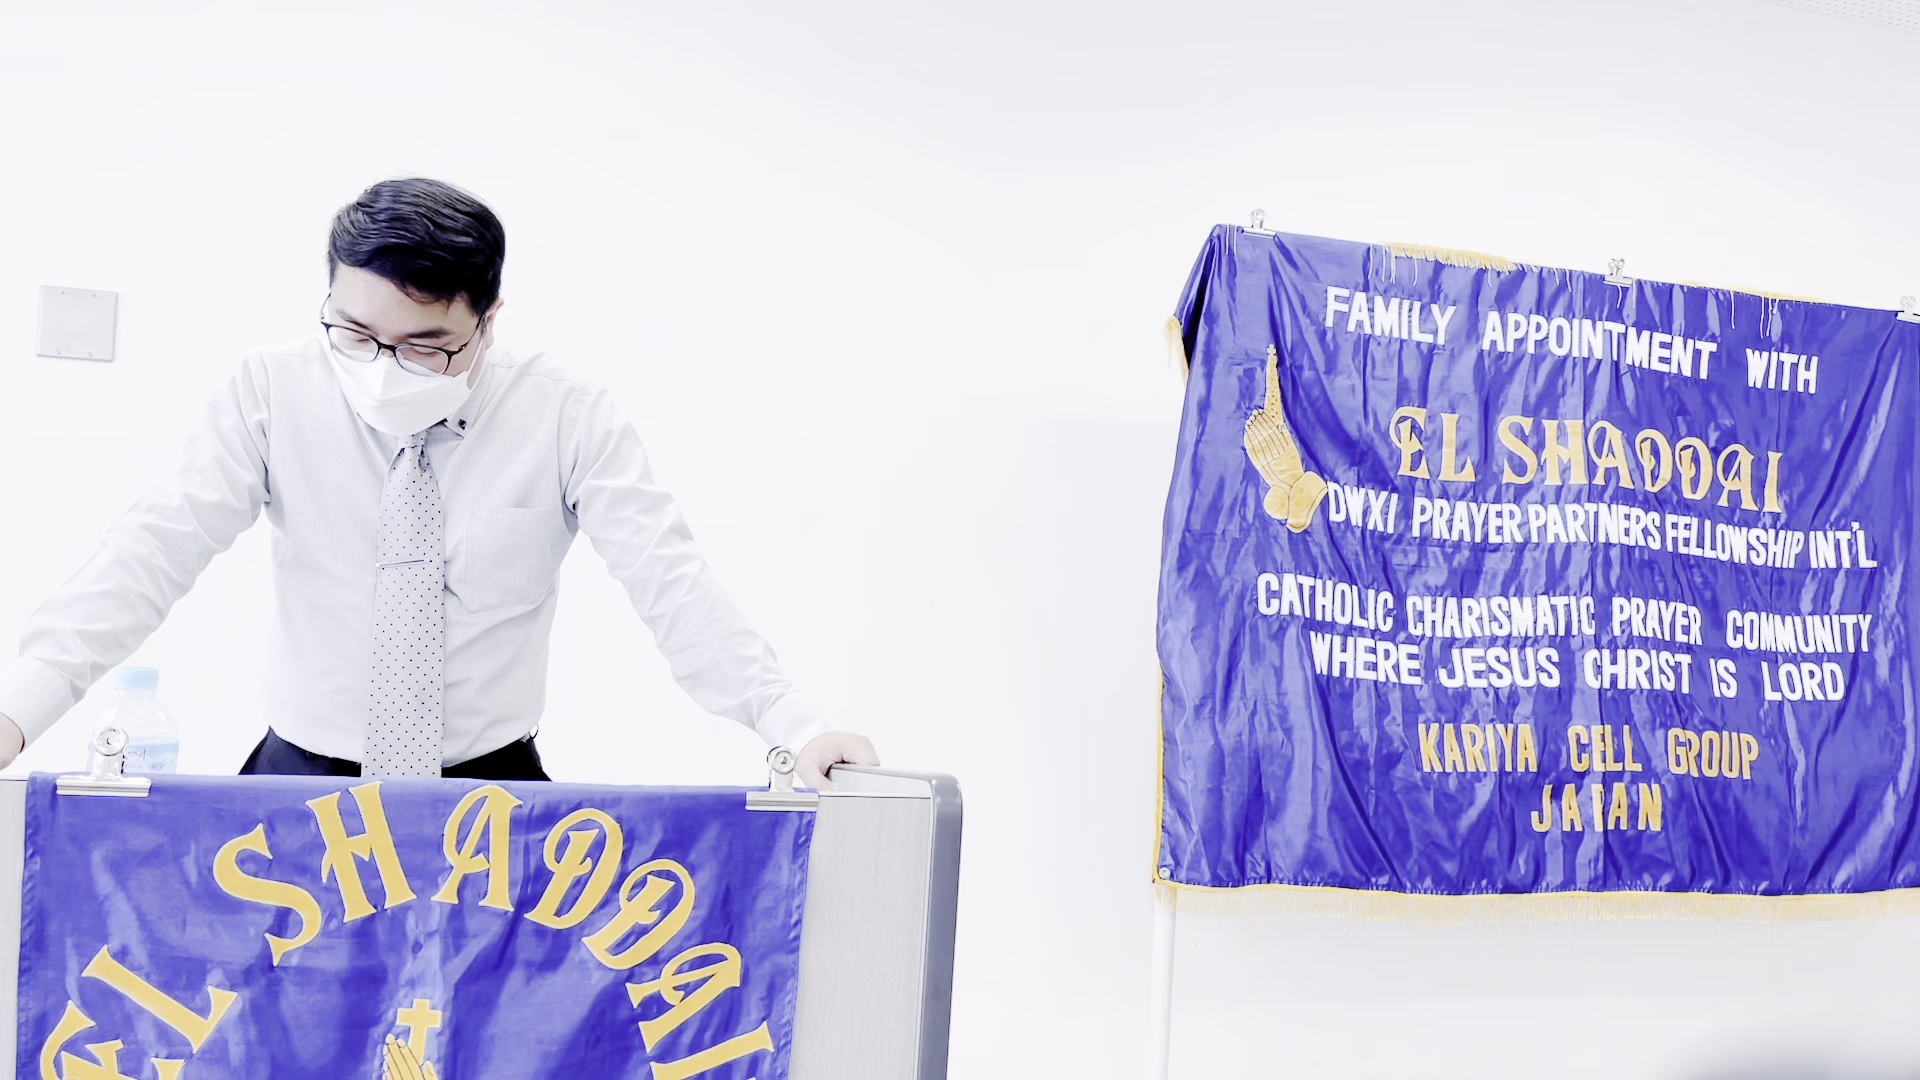 EL SHADDAI
FAMILY APPOINTMENT WITH
EL SHADDAI
DWXI PRAYER PARTNERS FELLOWSHIP INT'L
CATHOLIC CHARISMATIC PRAYER COMMUNITY
WHERE JESUS CHRIST IS LORD
KARIYA CELL GROUP
JAPAN